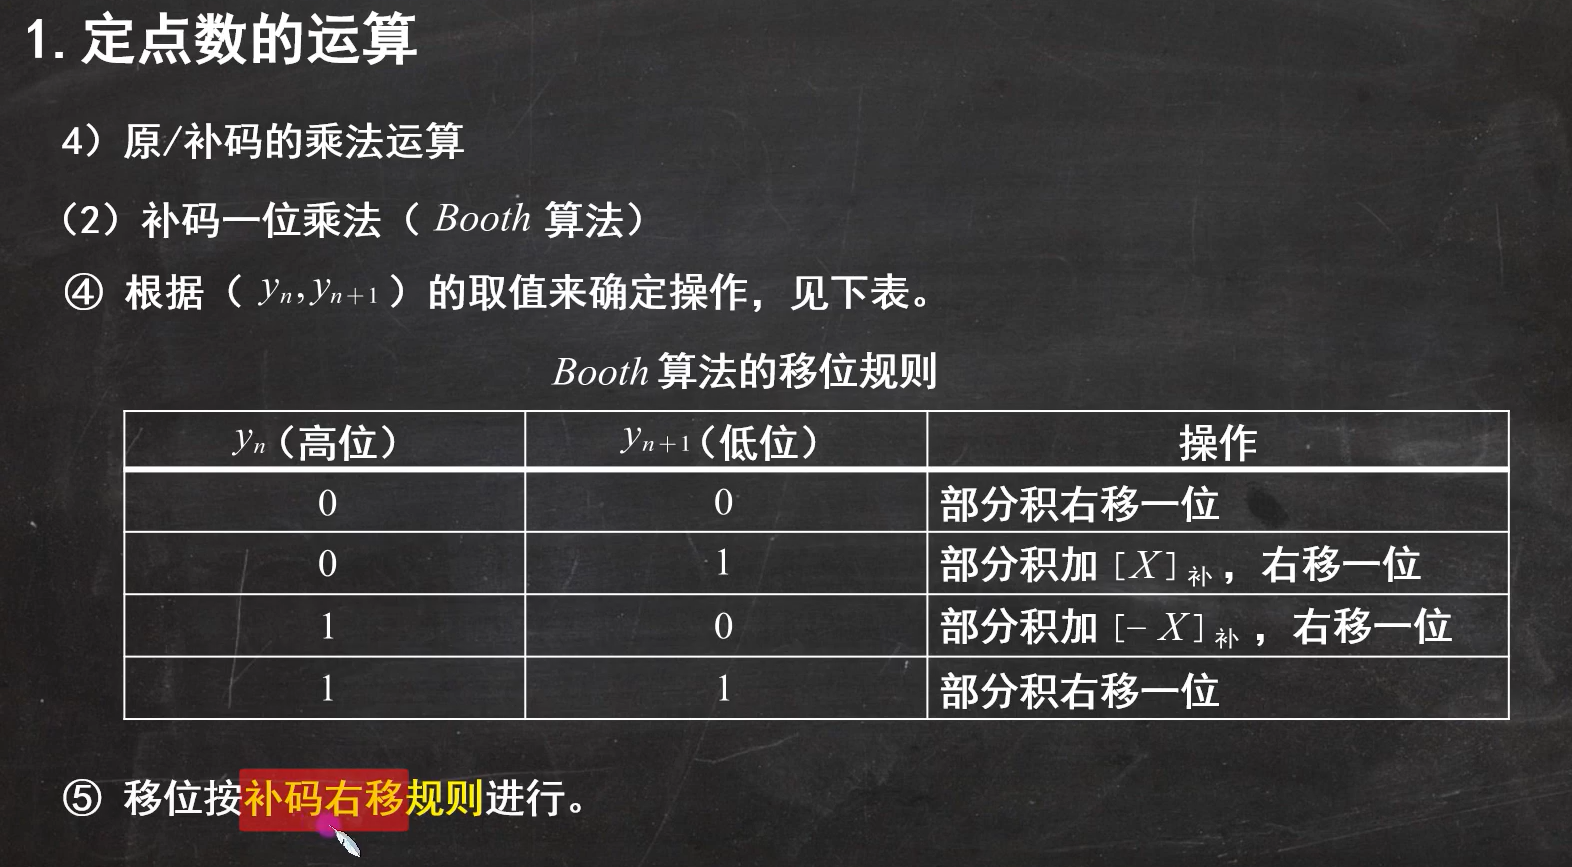 1. 定点数的运算
4）原/补码的乘法运算
（2）补码一位乘法（ Booth 算法）
④ 根据（ yn,yn+1 ）的取值来确定操作，见下表。
Booth 算法的移位规则
yn（高位） yn+1（低位） 操作
0 0 部分积右移一位
0 1 部分积加 [X]补，右移一位
1 0 部分积加 [- X]补，右移一位
1 1 部分积右移一位
⑤ 移位按补码右移规则进行。